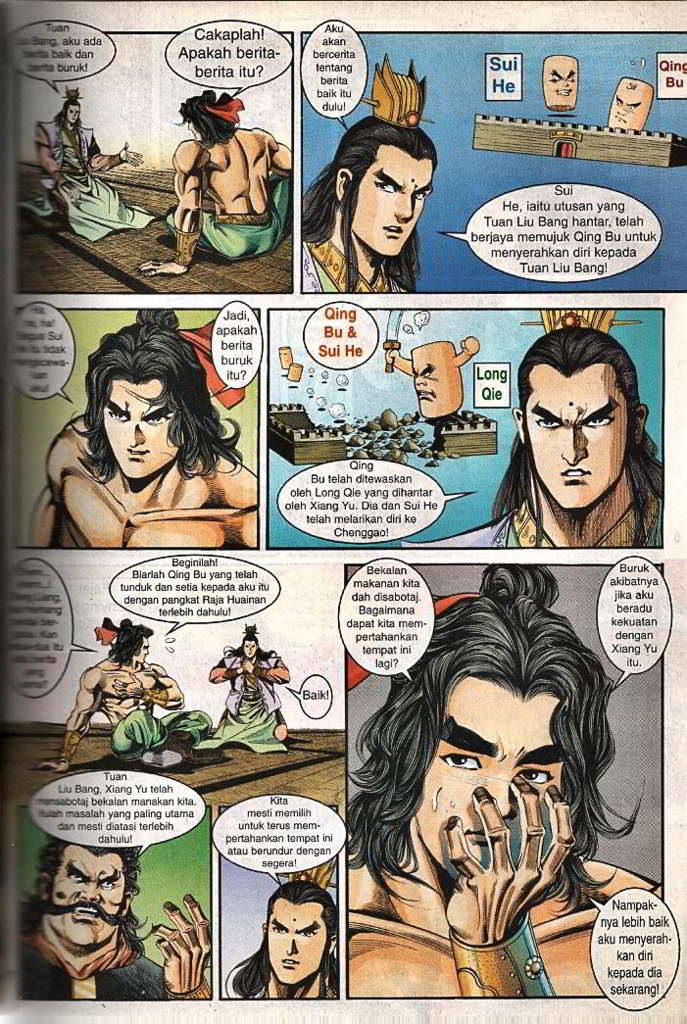 Tuan
Bang, aku ada
berita baik dan
berita buruk!
Cakaplah!
Apakah berita-
berita itu?
Aku
akan
bercerita
tentang
berita
baik itu
dulu!
Sui
He
Qing
Bu
Sui
He, iaitu utusan yang
Tuan Liu Bang hantar, telah
berjaya memujuk Qing Bu untuk
menyerahkan diri kepada
Tuan Liu Bang!
ha, ha!
Sui
itu tidak
aku!
Jadi,
apakah
berita
buruk
itu?
Qing
Bu &
Sui He
Long
Qie
Qing
Bu telah ditewaskan
oleh Long Qie yang dihantar
oleh Xiang Yu. Dia dan Sui He
telah melarikan diri ke
Chenggao!
Beginilah!
Biarlah Qing Bu yang telah
tunduk dan setia kepada aku itu
dengan pangkat Raja Huainan
terlebih dahulu!
Baik!
Bekalan
makanan kita
dah disabotaj.
Bagaimana
dapat kita mem-
pertahankan
tempat ini
lagi?
Buruk
akibatnya
jika aku
beradu
kekuatan
dengan
Xiang Yu
itu.
Tuan
Liu Bang, Xiang Yu telah
mensabotaj bekalan manakan kita.
Itulah masalah yang paling utama
dan mesti diatasi terlebih
dahulu!
Kita
mesti memilih
untuk terus mem-
pertahankan tempat ini
atau berundur dengan
segera!
Nampak-
nya lebih baik
aku menyerah-
kan diri
kepada dia
sekarang!